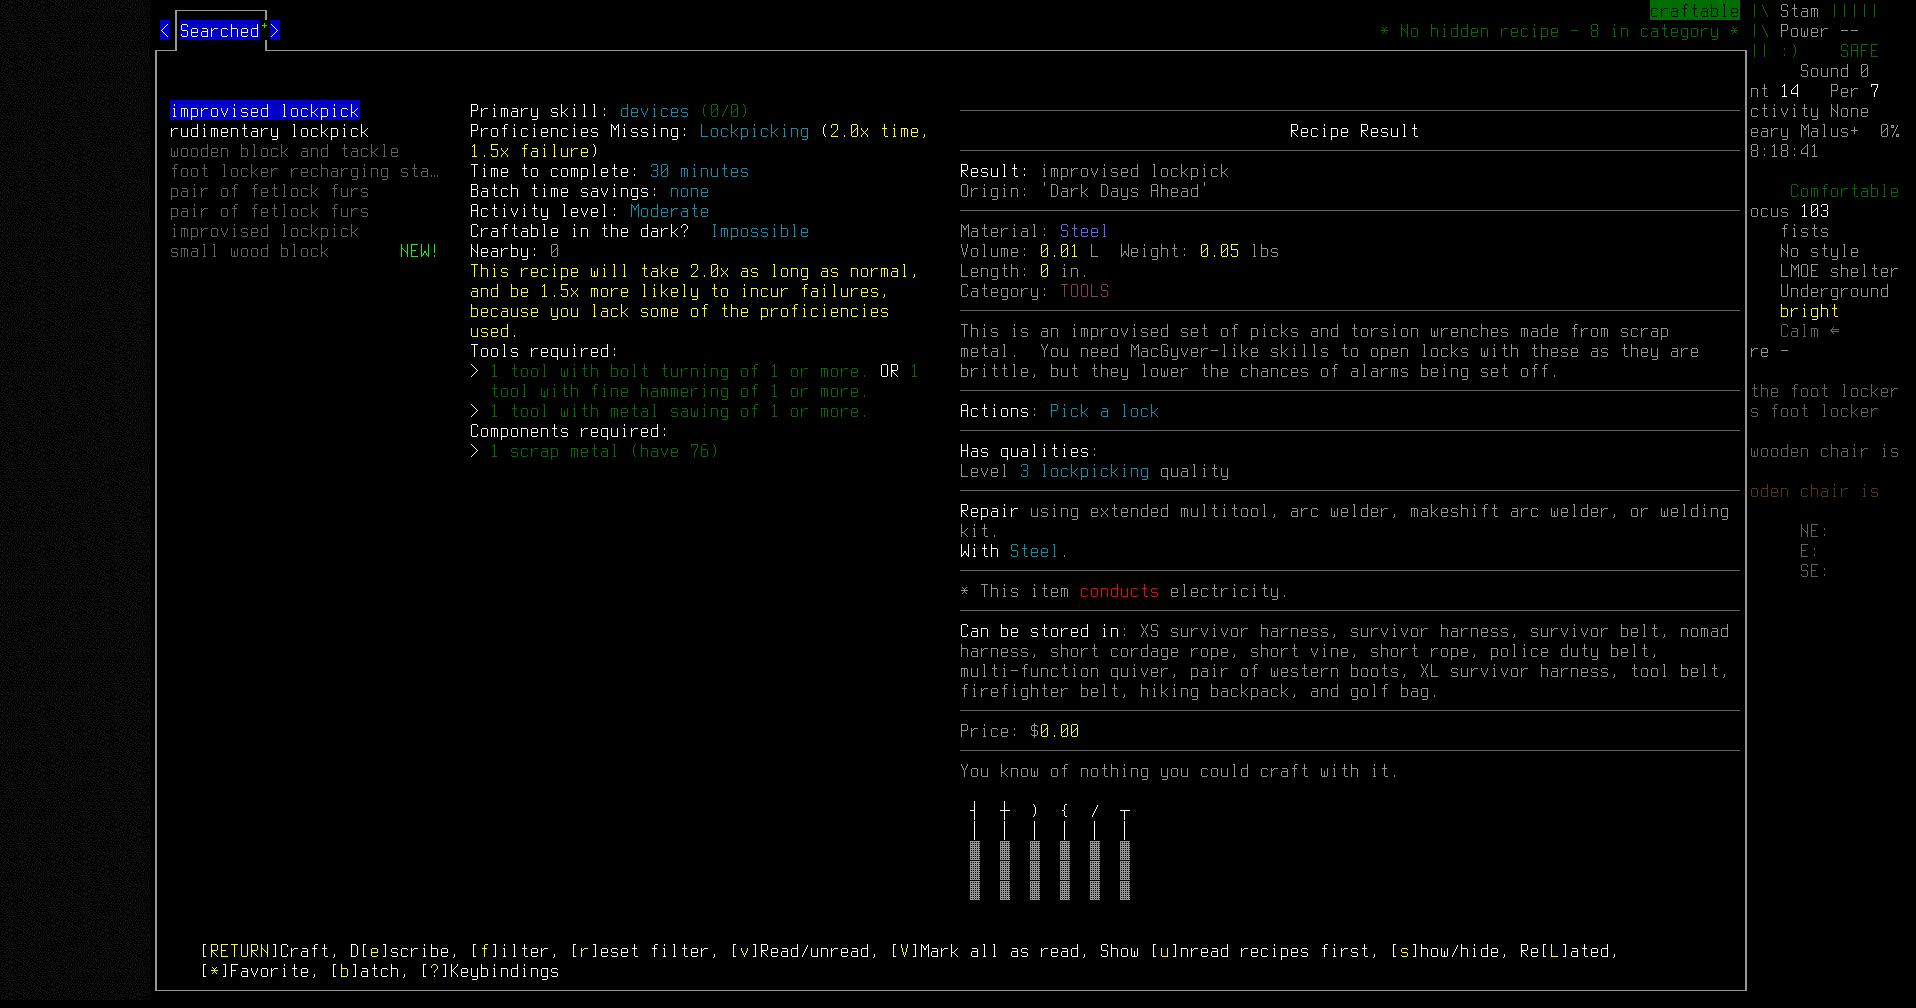 < Searched+ >
craftable
* No hidden recipe - 8 in category *
improvised lockpick
rudimentary lockpick
wooden block and tackle
foot locker recharging sta…
pair of fetlock furs
pair of fetlock furs
improvised lockpick
small wood block NEW!
Primary skill: devices (0/0)
Proficiencies Missing: Lockpicking (2.0x time,
1.5x failure)
Time to complete: 30 minutes
Batch time savings: none
Activity level: Moderate
Craftable in the dark? Impossible
Nearby: 0
This recipe will take 2.0x as long as normal,
and be 1.5x more likely to incur failures,
because you lack some of the proficiencies
used.
Tools required:
> 1 tool with bolt turning of 1 or more. OR 1
tool with fine hammering of 1 or more.
> 1 tool with metal sawing of 1 or more.
Components required:
> 1 scrap metal (have 76)
Recipe Result
Result: improvised lockpick
Origin: 'Dark Days Ahead'
Material: Steel
Volume: 0.01 L Weight: 0.05 lbs
Length: 0 in.
Category: TOOLS
This is an improvised set of picks and torsion wrenches made from scrap
metal. You need MacGyver-like skills to open locks with these as they are
brittle, but they lower the chances of alarms being set off.
Actions: Pick a lock
Has qualities:
Level 3 lockpicking quality
Repair using extended multitool, arc welder, makeshift arc welder, or welding
kit.
With Steel.
* This item conducts electricity.
Can be stored in: XS survivor harness, survivor harness, survivor belt, nomad
harness, short cordage rope, short vine, short rope, police duty belt,
multi-function quiver, pair of western boots, XL survivor harness, tool belt,
firefighter belt, hiking backpack, and golf bag.
Price: $0.00
You know of nothing you could craft with it.
[RETURN]Craft, D[e]scribe, [f]ilter, [r]eset filter, [v]Read/unread, [V]Mark all as read, Show [u]nread recipes first, [s]how/hide, Re[L]ated,
[*]Favorite, [b]atch, [?]Keybindings
|\ Stam |||||
|\ Power --
|| :) SAFE
Sound 0
nt 14 Per 7
ctivity None
eary Malus+ 0%
8:18:41
Comfortable
ocus 103
fists
No style
LMOE shelter
Underground
bright
Calm ⇐
re -
the foot locker
s foot locker
wooden chair is
oden chair is
NE:
E:
SE: